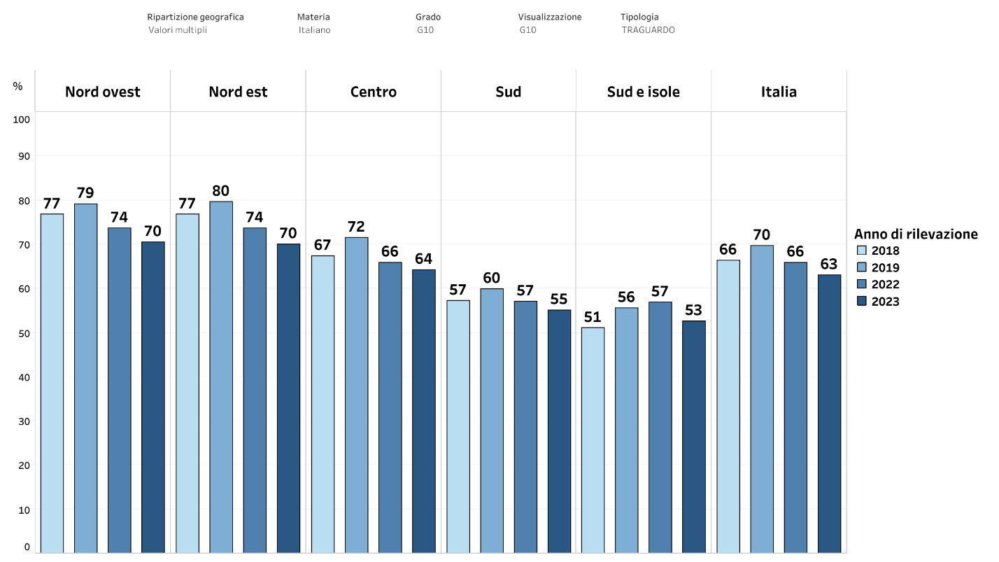 Ripartizione geografica Materia Grado Visualizzazione Tipologia
Valori multipli Italiano G10 G10 TRAGUARDO
% Nord ovest Nord est Centro Sud Sud e isole Italia
100
90
80
70
60
50
40
30
20
10
0
77 79 74 70
77 80 74 70
67 72 66 64
57 60 57 55
51 56 57 53
66 70 66 63
Anno di rilevazione
2018
2019
2022
2023